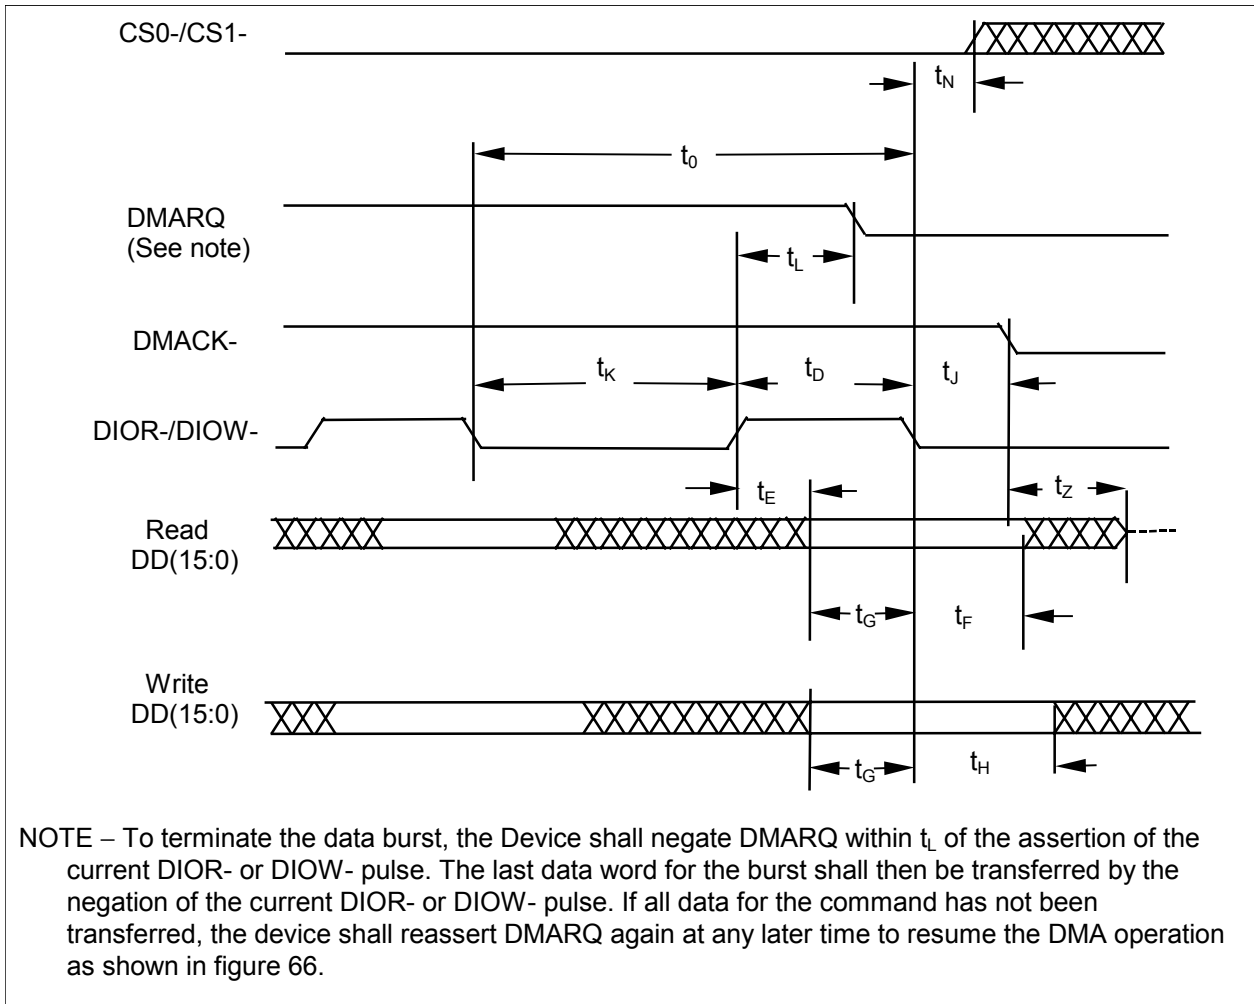 CS0-/CS1-
tN
t0
DMARQ
(See note)
tL
DMACK-
tK
tD
tJ
DIOR-/DIOW-
tE
tZ
Read
DD(15:0)
tG
tF
Write
DD(15:0)
tG
tH
NOTE – To terminate the data burst, the Device shall negate DMARQ within tL of the assertion of the
current DIOR- or DIOW- pulse. The last data word for the burst shall then be transferred by the
negation of the current DIOR- or DIOW- pulse. If all data for the command has not been
transferred, the device shall reassert DMARQ again at any later time to resume the DMA operation
as shown in figure 66.